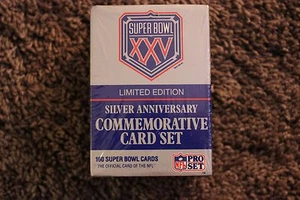 SUPER BOWL
XXV
LIMITED EDITION
SILVER ANNIVERSARY
COMMEMORATIVE
CARD SET
160 SUPER BOWL CARDS
THE OFFICIAL CARD OF THE NFL
NFL
PRO
SET